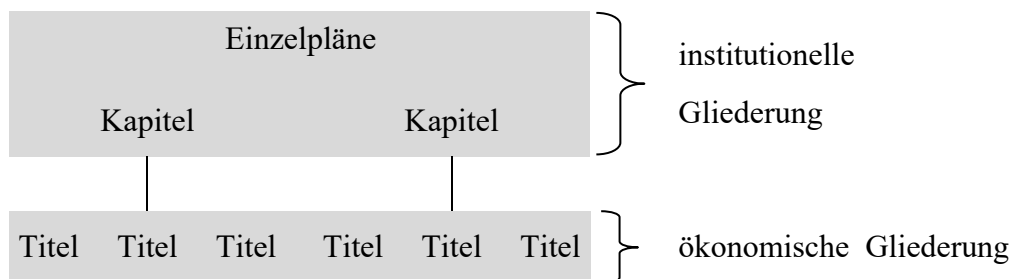 Einzelpläne
institutionelle
Gliederung
Kapitel Kapitel
Titel Titel Titel Titel Titel Titel
ökonomische Gliederung